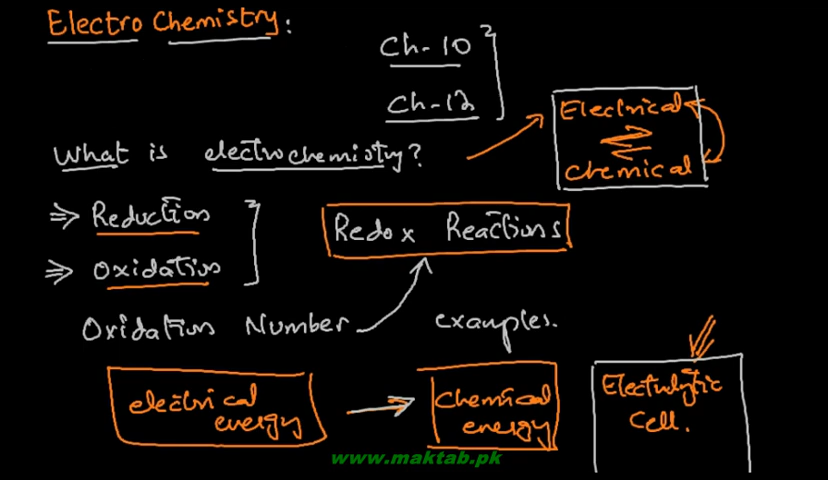 Electro Chemistry:
Ch-10
Ch-12
What is electrochemistry?
Electrical
Chemical
Reduction
Oxidation
Redox Reactions
Oxidation Number
examples.
electrical
energy
Chemical
energy
Electrolytic
Cell.
www.maktab.pk